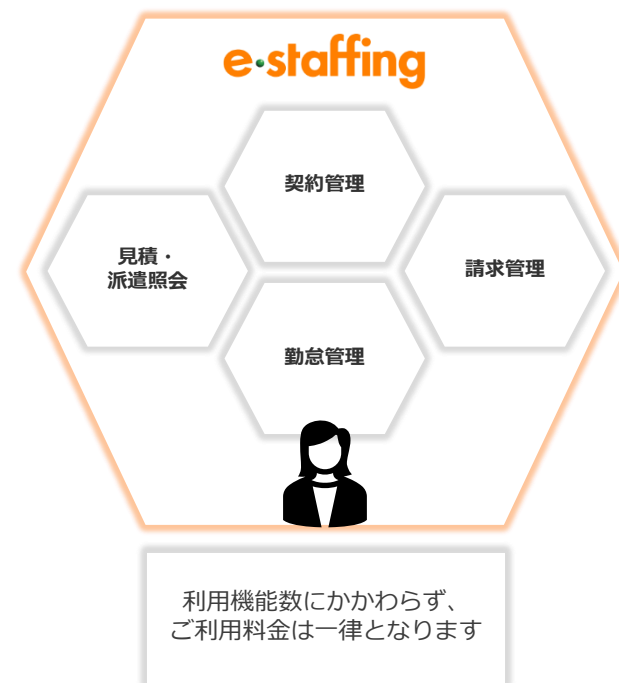 e-staffing
契約管理
見積・
派遣照会
請求管理
勤怠管理
利用機能数にかかわらず、
ご利用料金は一律となります